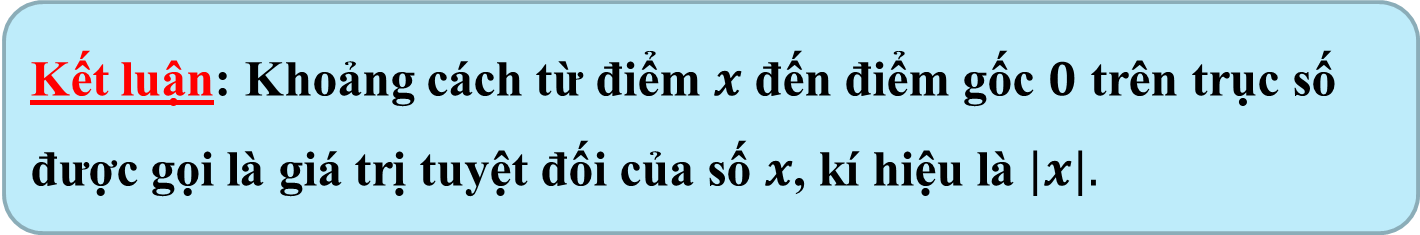 Kết luận: Khoảng cách từ điểm x đến điểm gốc 0 trên trục số
được gọi là giá trị tuyệt đối của số x, kí hiệu là |x|.